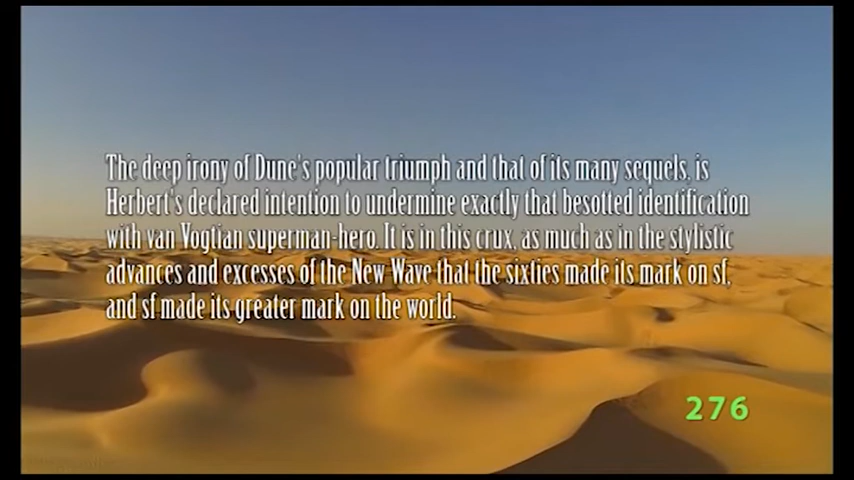 The deep irony of Dune's popular triumph and that of its many sequels, is
Herbert's declared intention to undermine exactly that besotted identification
with van Vogtian superman-hero. It is in this crux, as much as in the stylistic
advances and excesses of the New Wave that the sixties made its mark on sf,
and sf made its greater mark on the world.
276